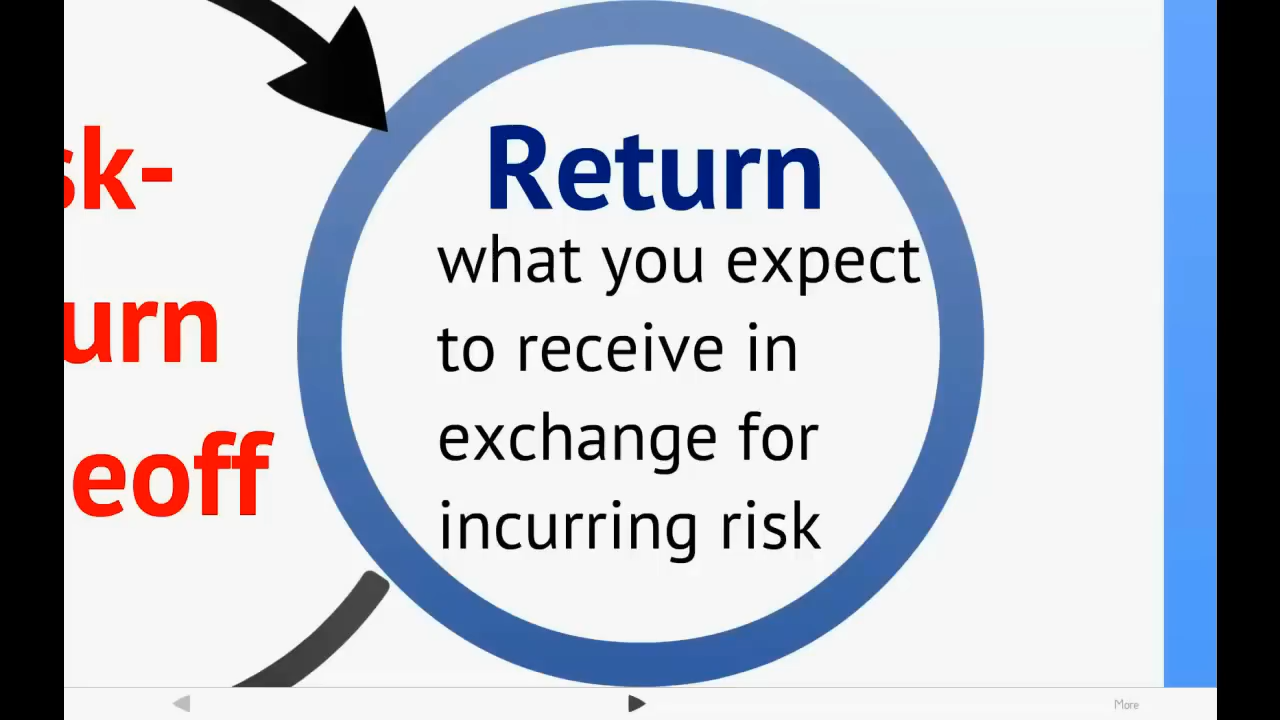 sk-
urn
eoff
Return
what you expect
to receive in
exchange for
incurring risk
More